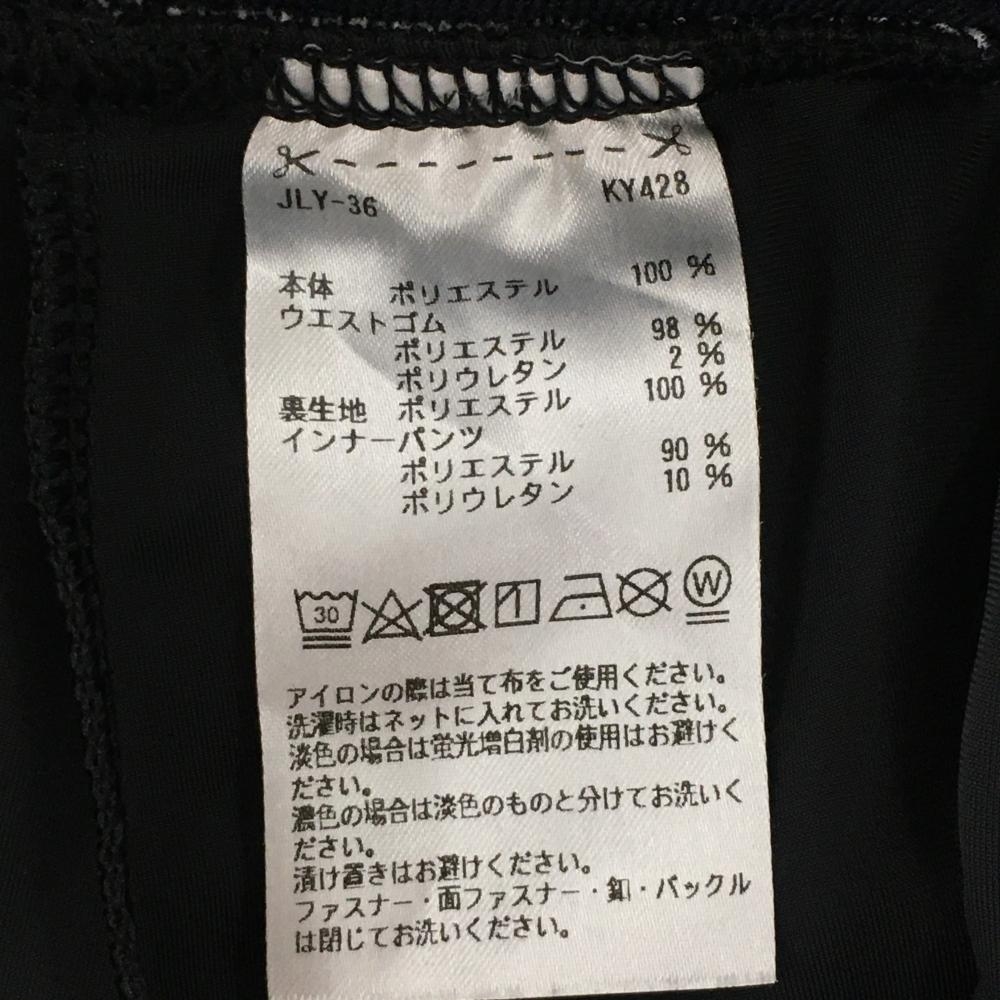 JLY-36 KY428
本体 ポリエステル 100 %
ウエストゴム
ポリエステル 98 %
ポリウレタン 2 %
裏生地 ポリエステル 100 %
インナーパンツ
ポリエステル 90 %
ポリウレタン 10 %
30 W
アイロンの際は当て布をご使用ください。
洗濯時はネットに入れてお洗いください。
淡色の場合は蛍光増白剤の使用はお避けく
ださい。
濃色の場合は淡色のものと分けてお洗いく
ださい。
漬け置きはお避けください。
ファスナー・面ファスナー・釦・バックル
は閉じてお洗いください。